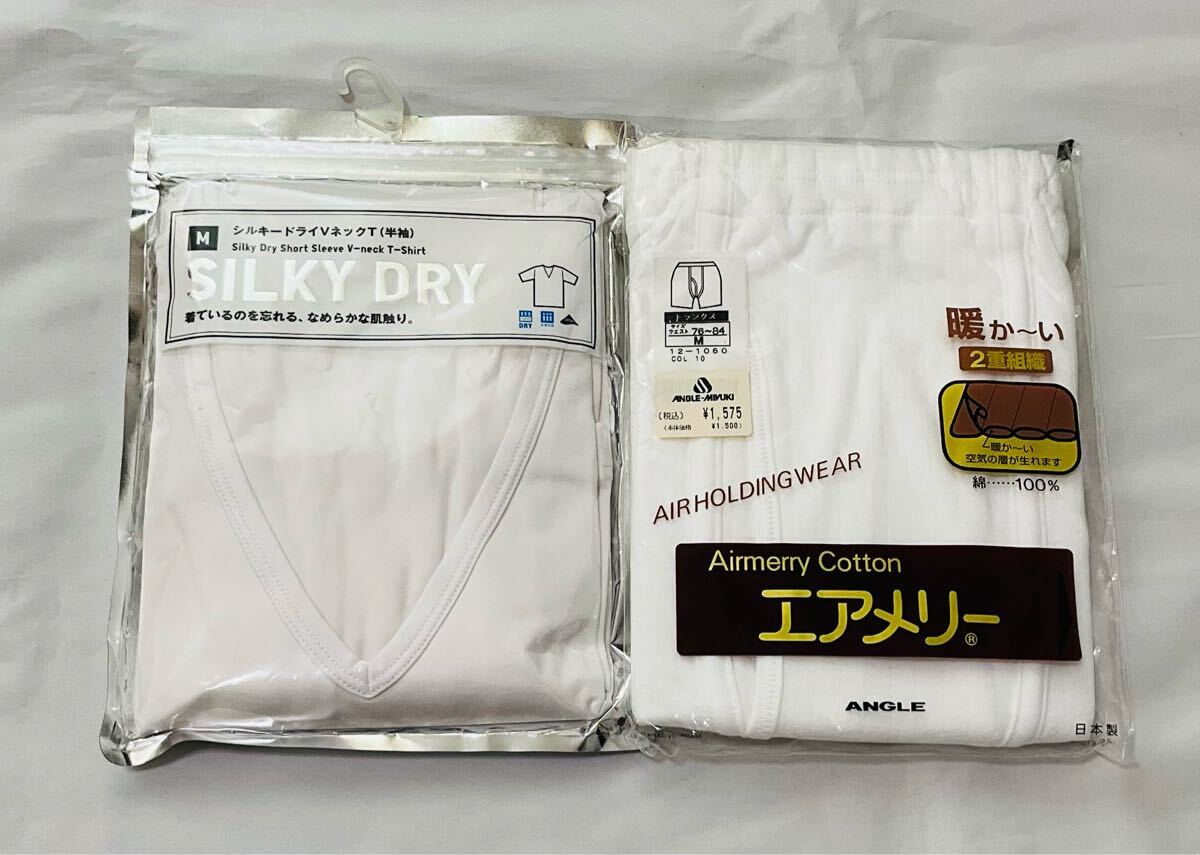 M
シルキードライVネックT(半袖)
Silky Dry Short Sleeve V-neck T-Shirt
SILKY DRY
着ているのを忘れる、なめらかな肌触り。
DRY
トランクス
サイズ
ウエスト 76~84
M
12-1060
COL 10
ANGLE-MIYUKI
(税込) ¥1,575
(本体価格 ¥1,500)
暖か～い
2重組織
暖か～い
空気の層が生れます
綿……100%
AIR HOLDING WEAR
Airmerry Cotton
エアメリー®
ANGLE
日本製